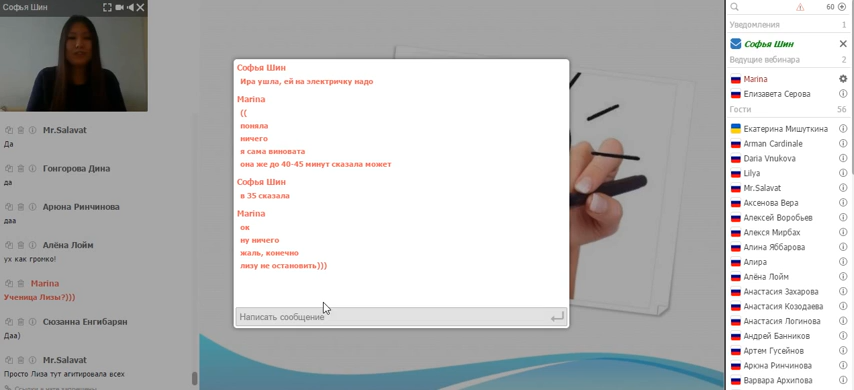 Софья Шин
Mr.Salavat
Да
Гонгорова Дина
да
Арюна Ринчинова
даа
Алёна Лойм
ух как громко!
Marina
Ученица Лизы?)))
Сюзанна Енгибарян
Даа)
Mr.Salavat
Просто Лиза тут агитировала всех
Софья Шин
Ира ушла, ей на электричку надо
Marina
((
поняла
ничего
я сама виновата
она же до 40-45 минут сказала может
Софья Шин
в 35 сказала
Marina
ок
ну ничего
жаль, конечно
лизу не остановить)))
Написать сообщение
60
Уведомления 1
Софья Шин
Ведущие вебинара 2
Marina
Елизавета Серова
Гости 56
Екатерина Мишуткина
Arman Cardinale
Daria Vnukova
Lilya
Mr.Salavat
Аксенова Вера
Алексей Воробьев
Алекся Мирбах
Алина Яббарова
Алира
Алёна Лойм
Анастасия Захарова
Анастасия Козодаева
Анастасия Логинова
Андрей Банников
Артем Гусейнов
Арюна Ринчинова
Варвара Архипова